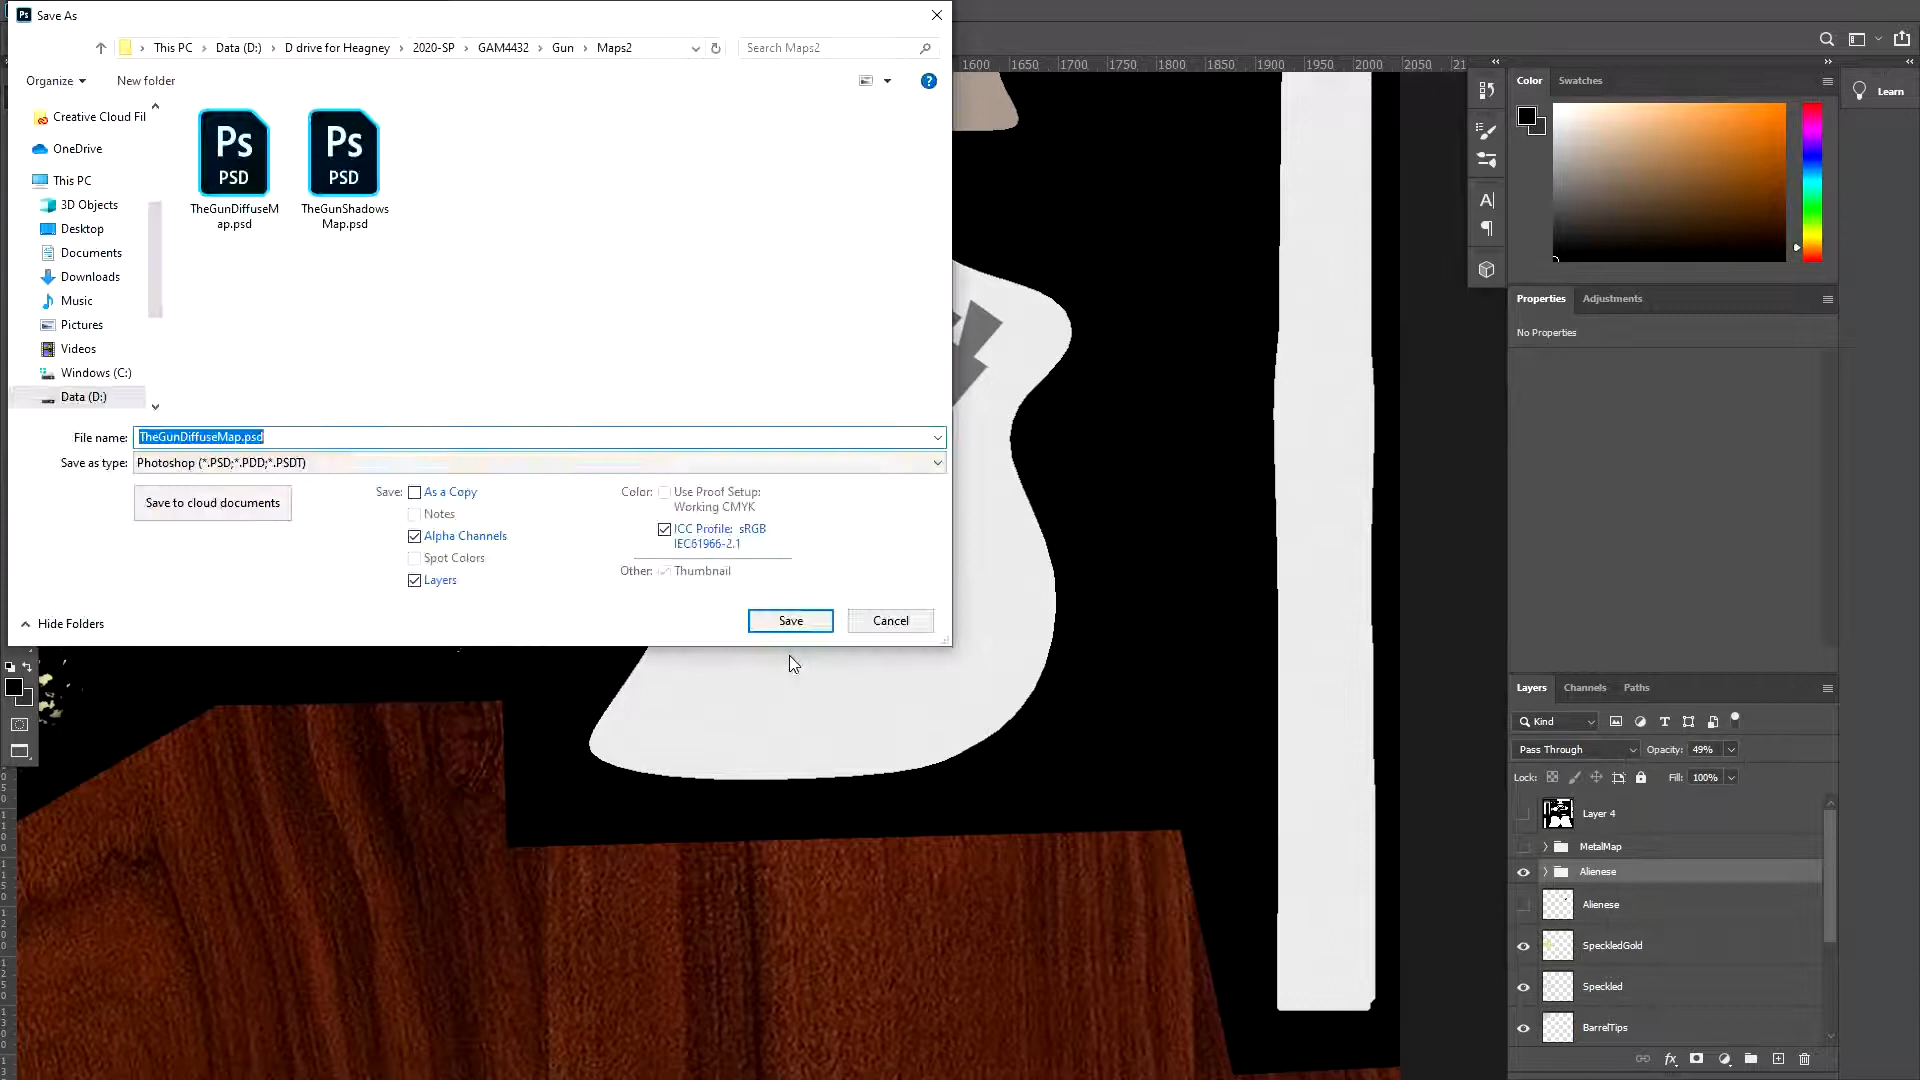 Ps Save As
This PC > Data (D:) > D drive for Heagney > 2020-SP > GAM4432 > Gun > Maps2
Search Maps2
Organize
New folder
?
Creative Cloud Fil
OneDrive
This PC
3D Objects
Desktop
Documents
Downloads
Music
Pictures
Videos
Windows (C:)
Data (D:)
Ps
PSD
TheGunDiffuseM
ap.psd
Ps
PSD
TheGunShadows
Map.psd
File name: TheGunDiffuseMap.psd
Save as type: Photoshop (*.PSD;*.PDD;*.PSDT)
Save to cloud documents
Save: As a Copy
Notes
Alpha Channels
Spot Colors
Layers
Color: Use Proof Setup:
Working CMYK
ICC Profile: sRGB
IEC61966-2.1
Other: Thumbnail
Hide Folders
Save
Cancel
1600 1650 1700 1750 1800 1850 1900 1950 2000 2050 21
Color
Swatches
Learn
Properties
Adjustments
No Properties
Layers
Channels
Paths
Kind
Pass Through
Opacity: 49%
Lock:
Fill: 100%
Layer 4
MetalMap
Alienese
Alienese
SpeckledGold
Speckled
BarrelTips